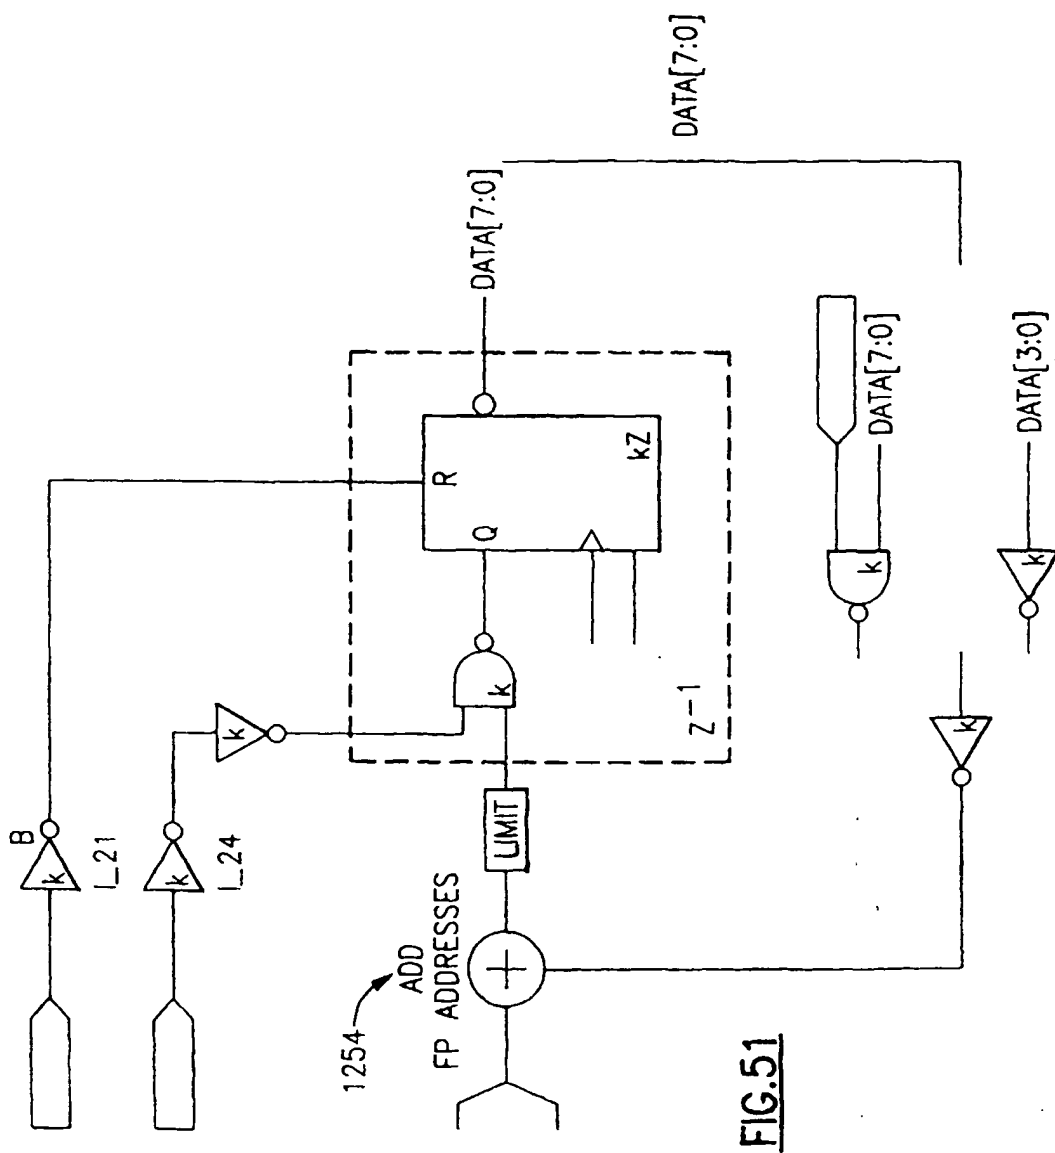 B
k
I_21
k
I_24
k
1254
ADD
FP ADDRESSES
R
Q
DATA[7:0]
k
LIMIT
+
kZ
Z-1
DATA[7:0]
FIG.51
k
DATA[7:0]
k
k
DATA[3:0]